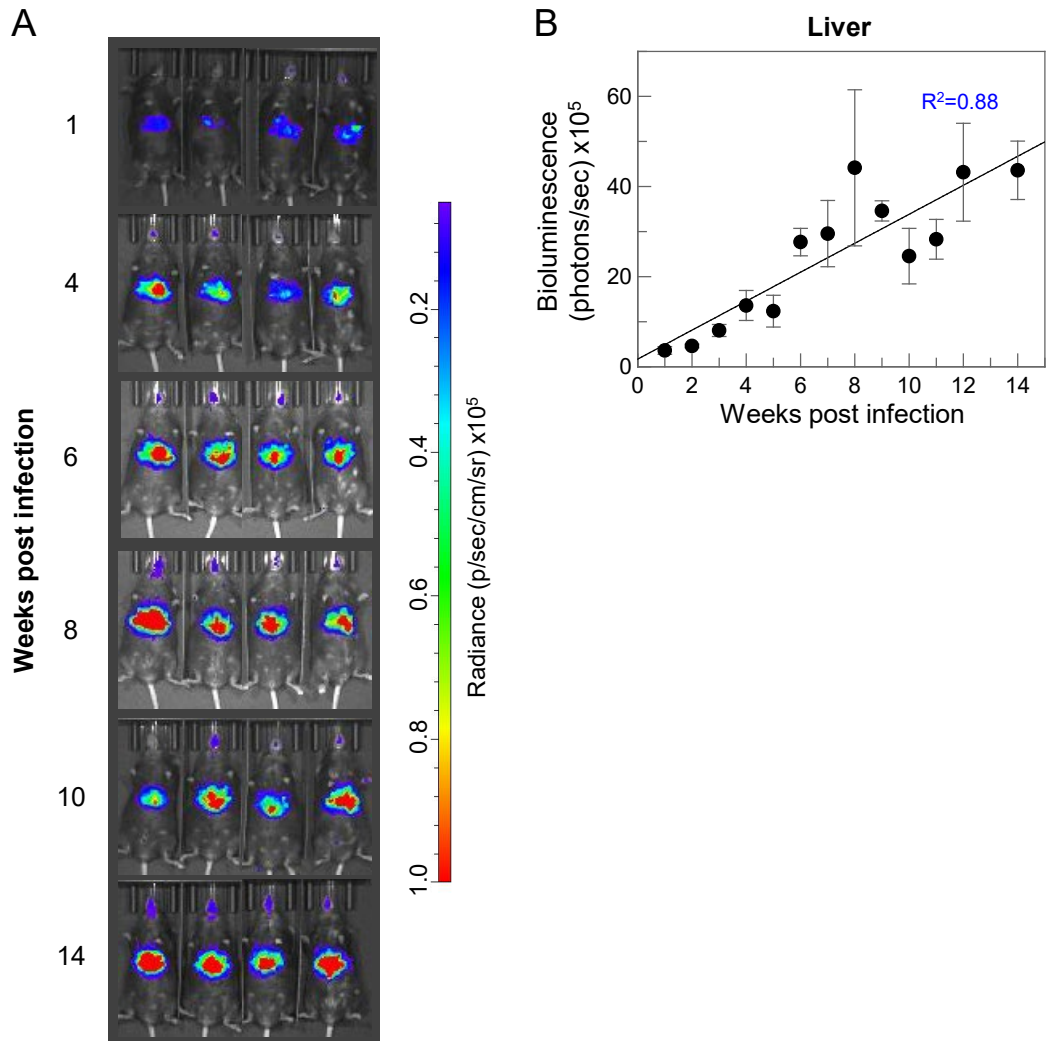 A
1
4
6
8
10
14
Weeks post infection
0.2
0.4
0.6
0.8
1.0
Radiance (p/sec/cm/sr) x10⁵
B
Liver
R²=0.88
60
40
20
0
Bioluminescence
(photons/sec) x10⁵
0 2 4 6 8 10 12 14
Weeks post infection